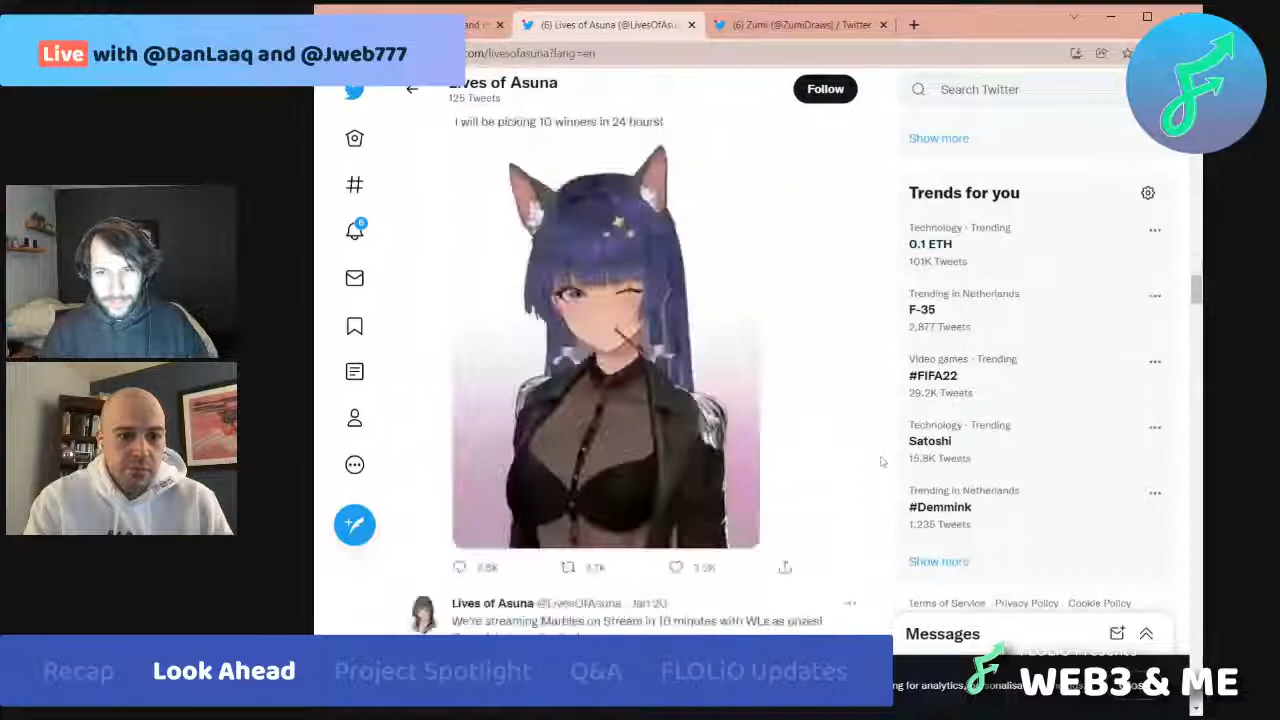 Live with @DanLaaq and @Jweb777
(6) Lives of Asuna (@LivesOfAsu
(6) Zumi (@ZumiDraws) / Twitter
com/livesofasuna?lang=en
Lives of Asuna
125 Tweets
Follow
Search Twitter
I will be picking 10 winners in 24 hours!
Show more
Trends for you
Technology · Trending
0.1 ETH
101K Tweets
Trending in Netherlands
F-35
2,877 Tweets
Video games · Trending
#FIFA22
29.2K Tweets
Technology · Trending
Satoshi
15.8K Tweets
Trending in Netherlands
#Demmink
1,235 Tweets
Show more
Terms of Service Privacy Policy Cookie Policy
Lives of Asuna @LivesOfAsuna · Jan 20
We're streaming Marbles on Stream in 10 minutes with WLs as prizes!
Messages
Recap
Look Ahead
Project Spotlight
Q&A
FLOLiO Updates
FLOLiO Presents
WEB3 & ME